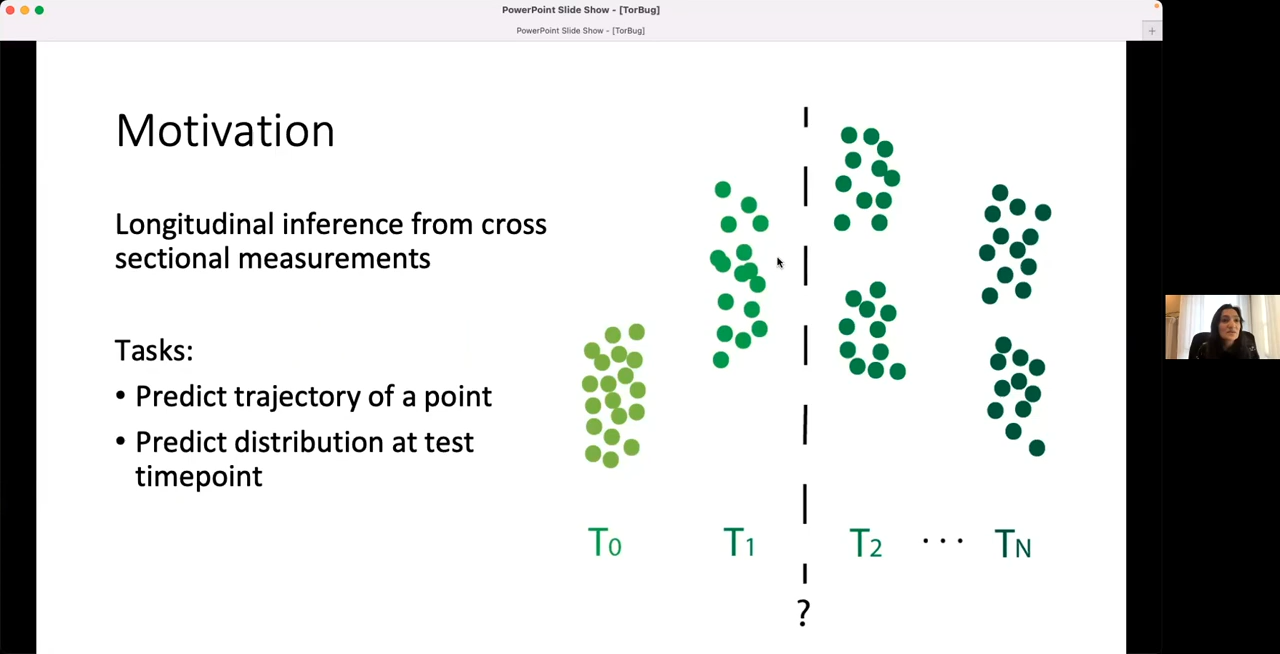 PowerPoint Slide Show - [TorBug]
PowerPoint Slide Show - [TorBug]
Motivation
Longitudinal inference from cross
sectional measurements
Tasks:
• Predict trajectory of a point
• Predict distribution at test
timepoint
T0 T1 T2 ··· TN
?